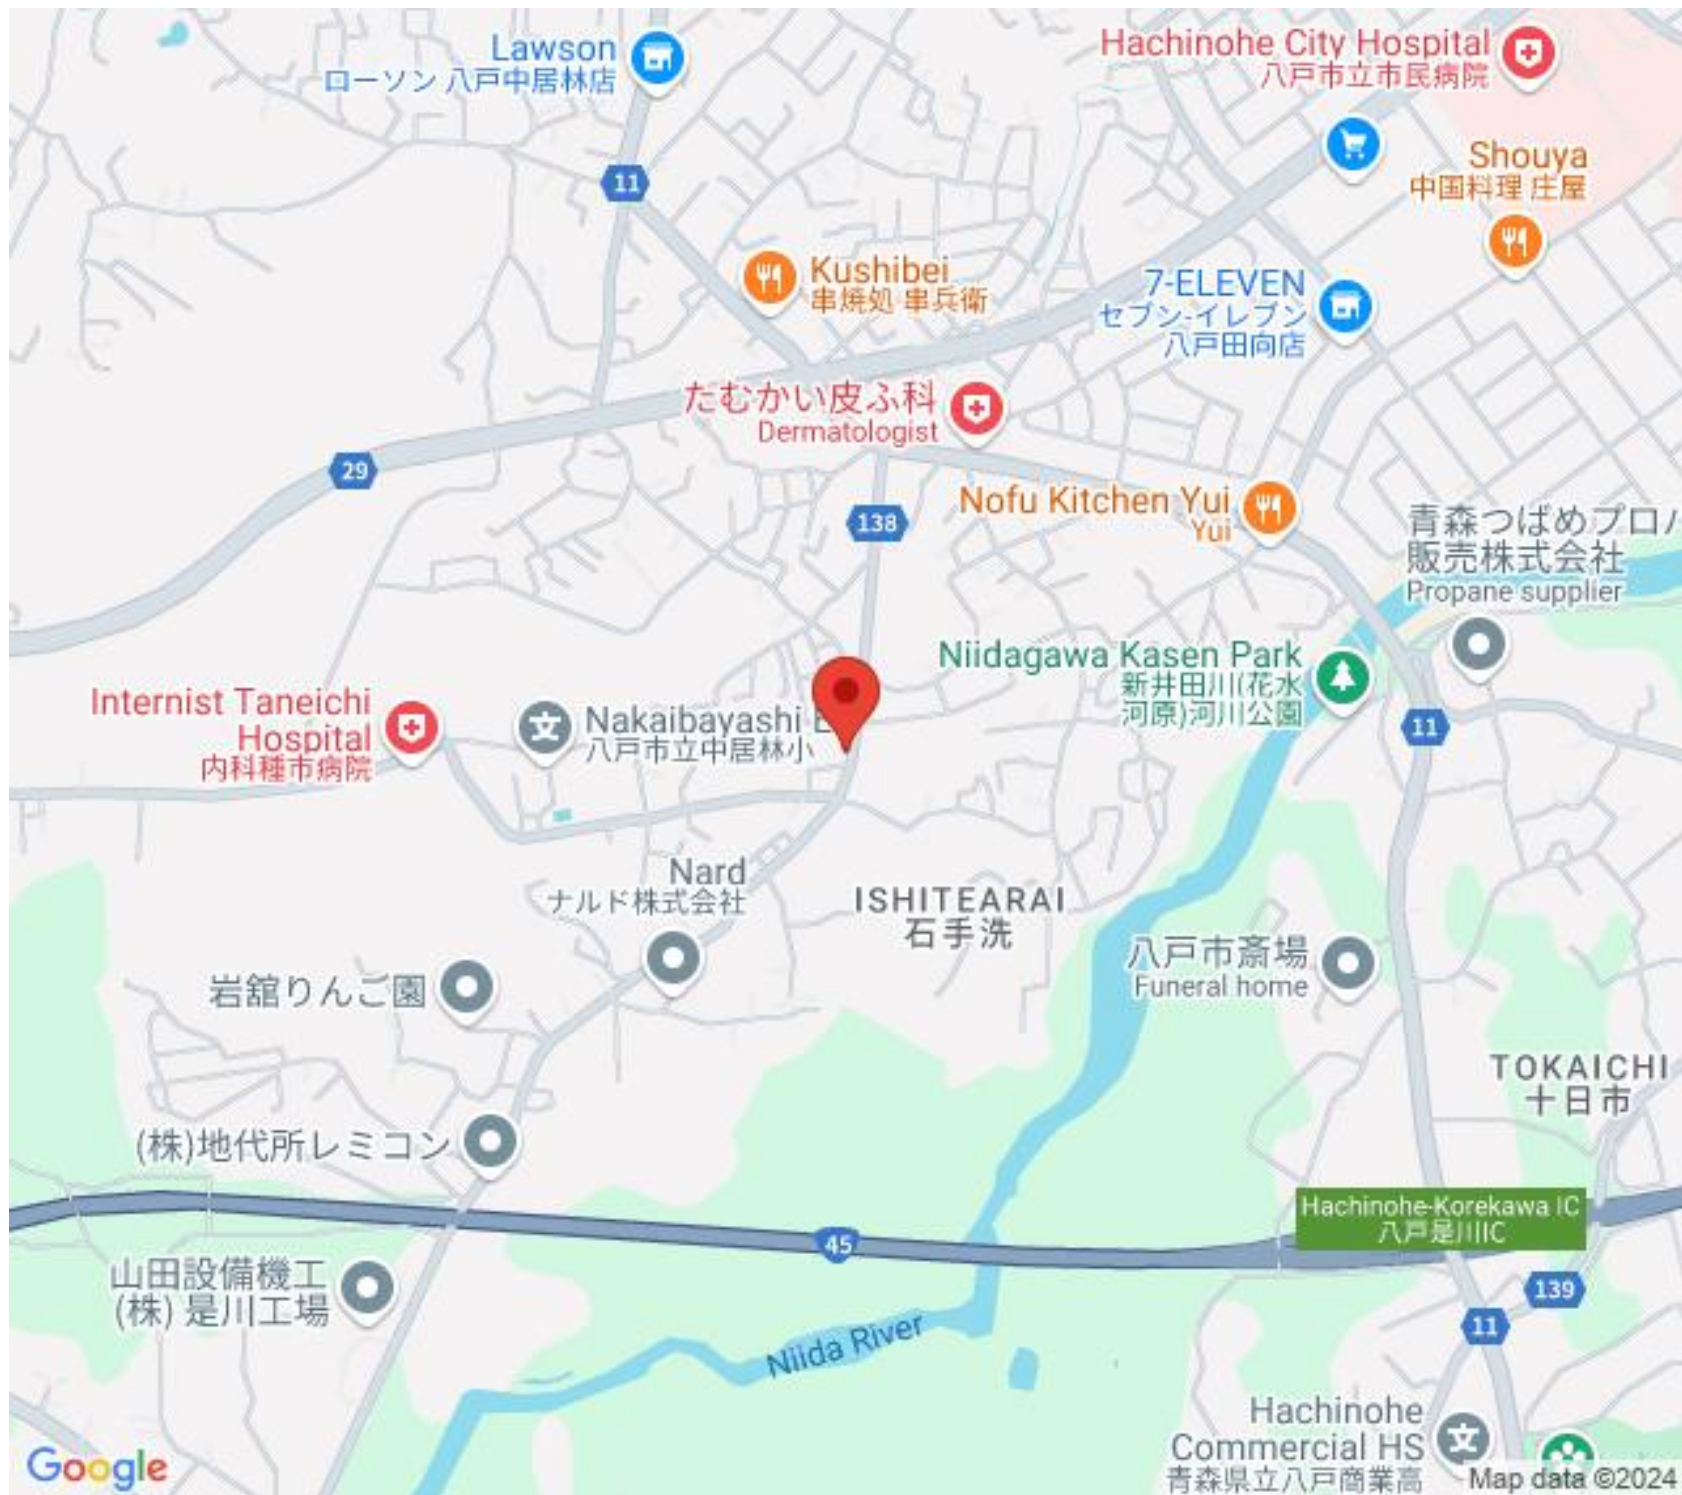 Lawson
ローソン 八戸中居林店
Hachinohe City Hospital
八戸市立市民病院
11
Shouya
中国料理 庄屋
Kushibei
串焼処 串兵衛
7-ELEVEN
セブン-イレブン
八戸田向店
たむかい皮ふ科
Dermatologist
29
138
Nofu Kitchen Yui
Yui
青森つばめプロパ
販売株式会社
Propane supplier
Niidagawa Kasen Park
新井田川(花水
河原)河川公園
Internist Taneichi
Hospital
内科種市病院
Nakaibayashi E
八戸市立中居林小
11
Nard
ナルド株式会社
ISHITEARAI
石手洗
八戸市斎場
Funeral home
岩舘りんご園
TOKAICHI
十日市
(株)地代所レミコン
Hachinohe-Korekawa IC
八戸是川IC
45
山田設備機工
(株) 是川工場
139
11
Niida River
Hachinohe
Commercial HS
青森県立八戸商業高
Google
Map data ©2024